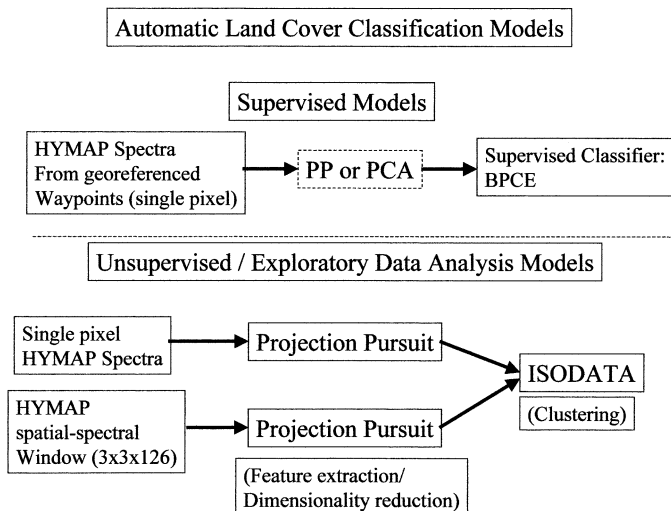 Automatic Land Cover Classification Models
Supervised Models
HYMAP Spectra
From georeferenced
Waypoints (single pixel)
PP or PCA
Supervised Classifier:
BPCE
Unsupervised / Exploratory Data Analysis Models
Single pixel
HYMAP Spectra
Projection Pursuit
ISODATA
(Clustering)
HYMAP
spatial-spectral
Window (3x3x126)
Projection Pursuit
(Feature extraction/
Dimensionality reduction)